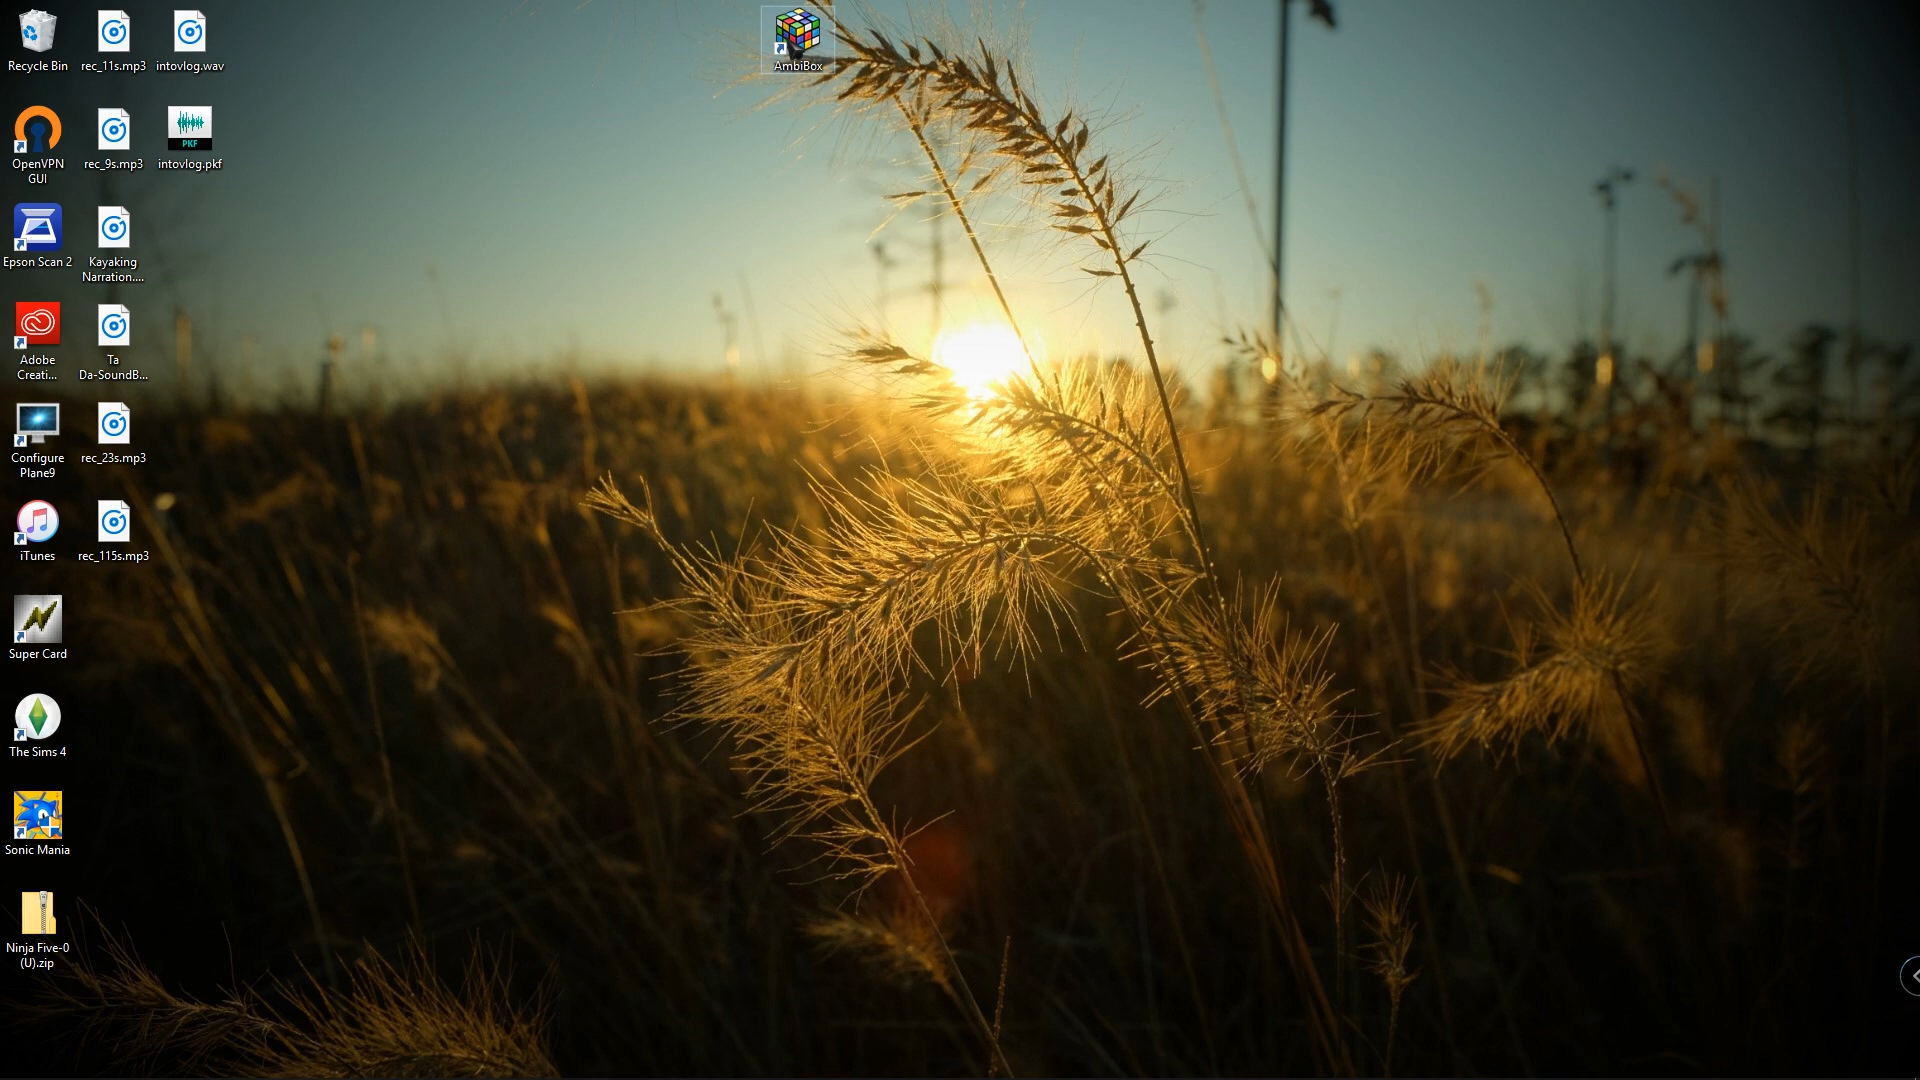 Recycle Bin
rec_11s.mp3
intovlog.wav
AmbiBox
OpenVPN
GUI
rec_9s.mp3
PKF
intovlog.pkf
Epson Scan 2
Kayaking
Narration....
Adobe
Creati...
Ta
Da-SoundB...
Configure
Plane9
rec_23s.mp3
iTunes
rec_115s.mp3
Super Card
The Sims 4
Sonic Mania
Ninja Five-0
(U).zip